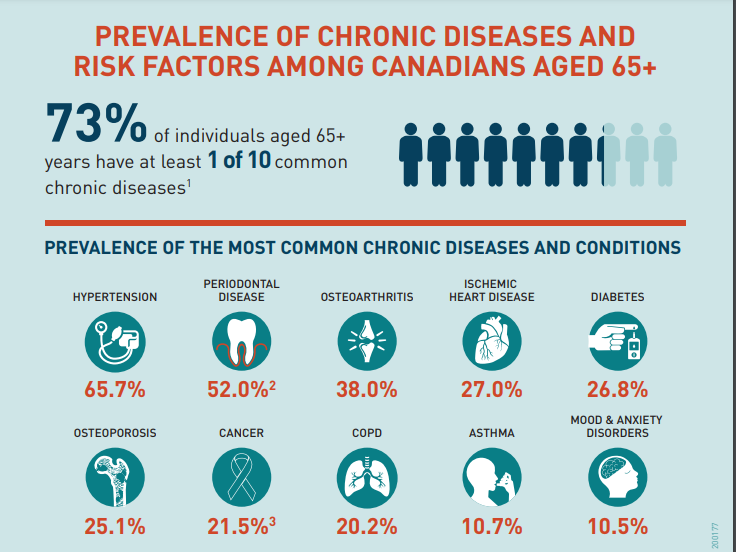 PREVALENCE OF CHRONIC DISEASES AND
RISK FACTORS AMONG CANADIANS AGED 65+
73% of individuals aged 65+
years have at least 1 of 10 common
chronic diseases¹
PREVALENCE OF THE MOST COMMON CHRONIC DISEASES AND CONDITIONS
HYPERTENSION
65.7%
PERIODONTAL
DISEASE
52.0%²
OSTEOARTHRITIS
38.0%
ISCHEMIC
HEART DISEASE
27.0%
DIABETES
26.8%
OSTEOPOROSIS
25.1%
CANCER
21.5%³
COPD
20.2%
ASTHMA
10.7%
MOOD & ANXIETY
DISORDERS
10.5%
200177